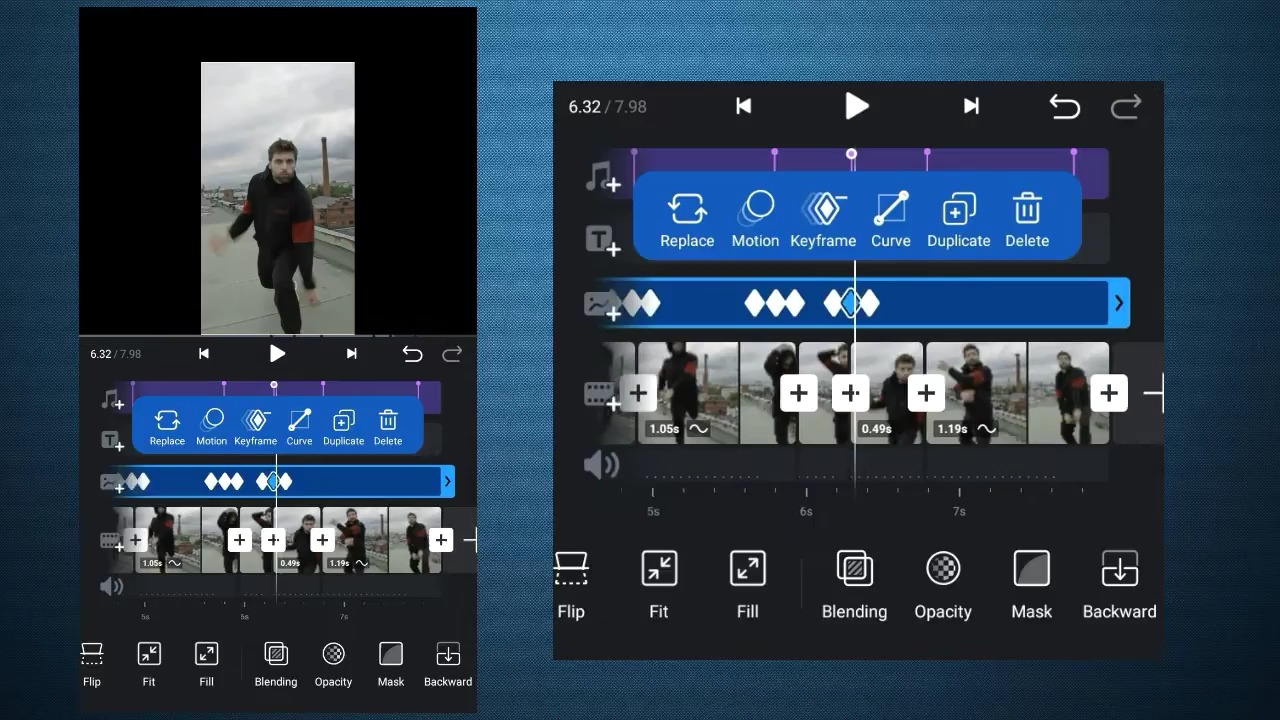 6.32 / 7.98
Replace Motion Keyframe Curve Duplicate Delete
T
1.05s 0.49s 1.19s
5s 6s 7s
Flip Fit Fill Blending Opacity Mask Backward
6.32 / 7.98
Replace Motion Keyframe Curve Duplicate Delete
T
1.05s 0.49s 1.19s
5s 6s 7s
Flip Fit Fill Blending Opacity Mask Backward